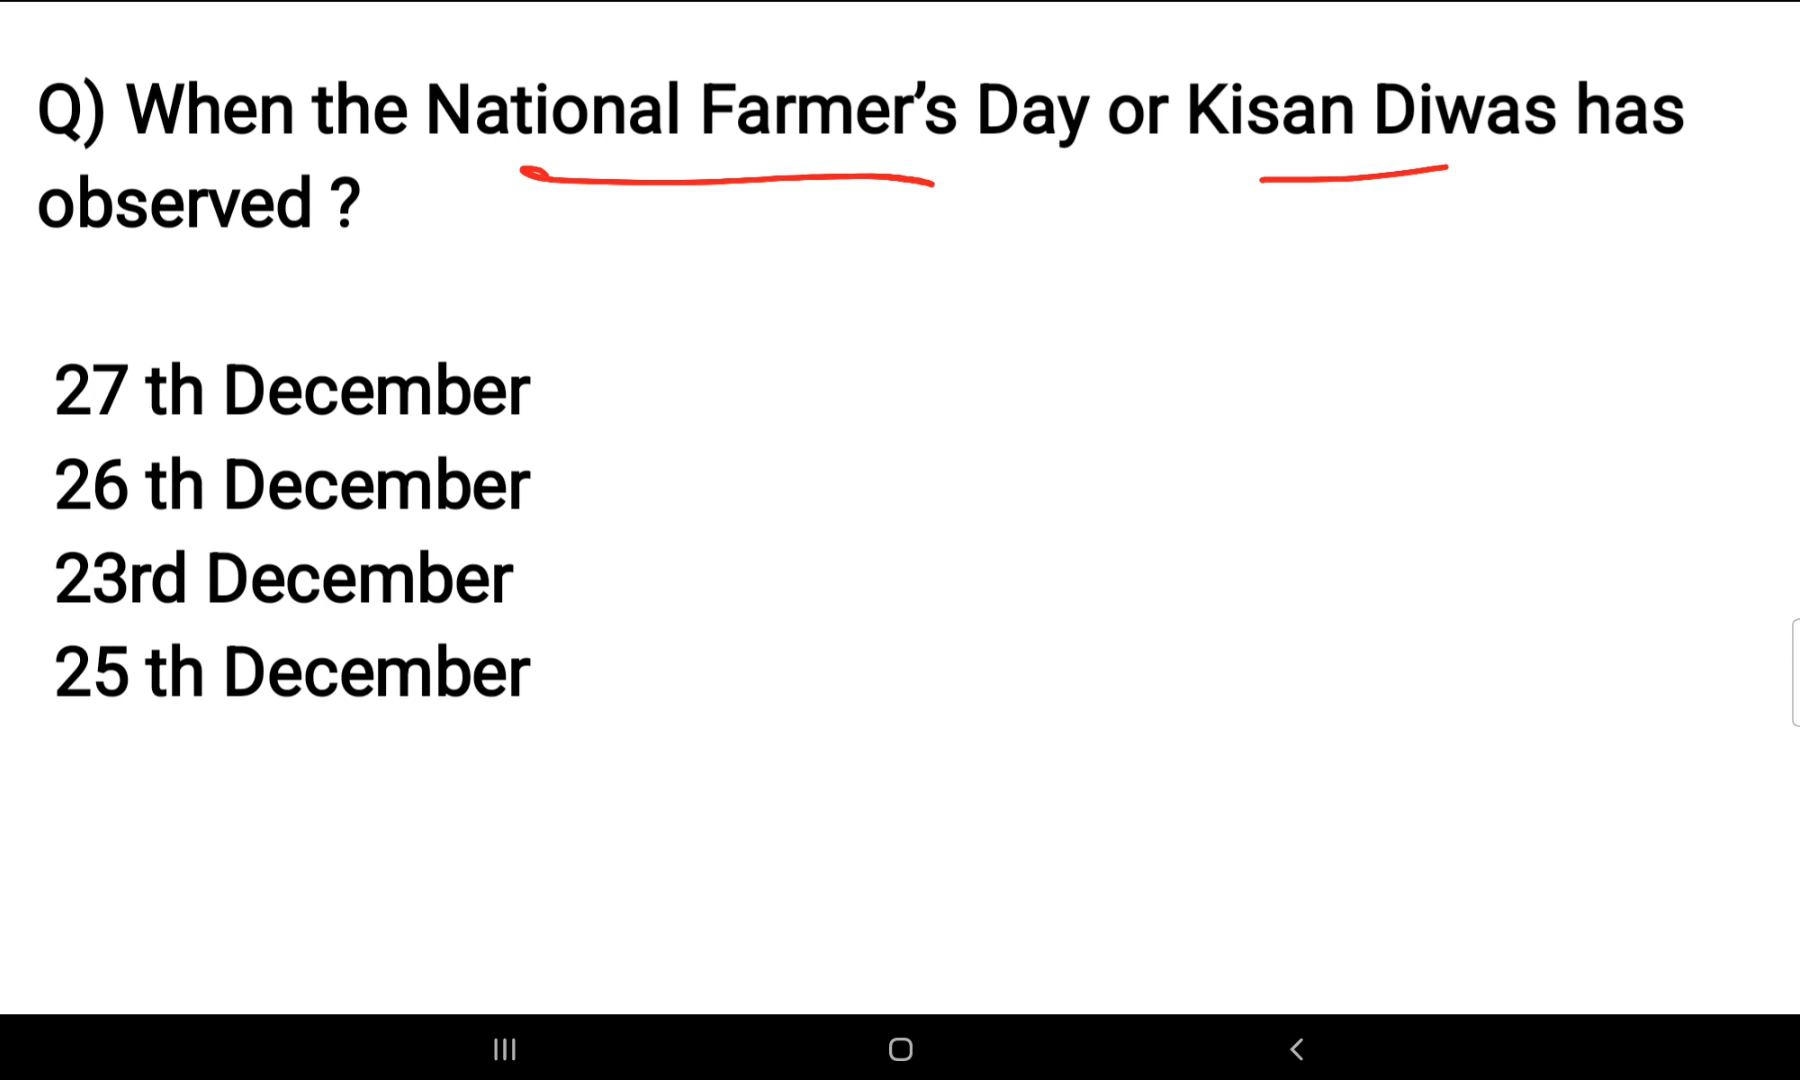 Q) When the National Farmer’s Day or Kisan Diwas has
observed ?
27 th December
26 th December
23rd December
25 th December